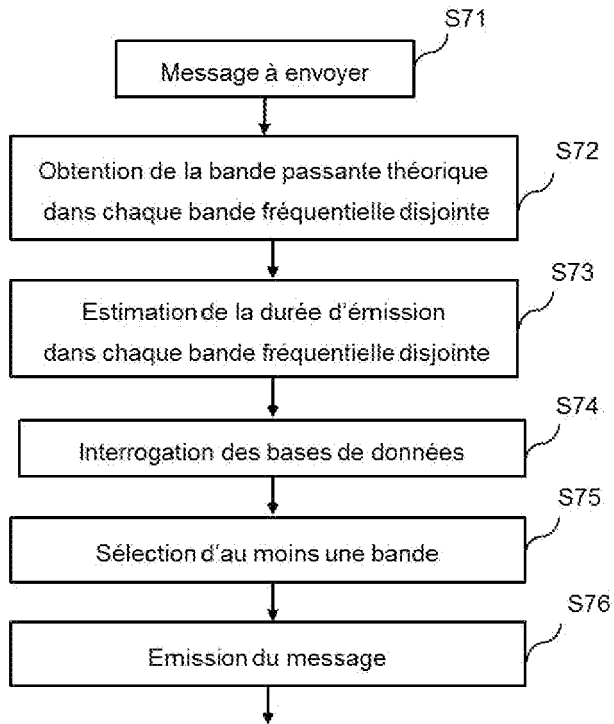 S71
Message à envoyer
S72
Obtention de la bande passante théorique
dans chaque bande fréquentielle disjointe
S73
Estimation de la durée d'émission
dans chaque bande fréquentielle disjointe
S74
Interrogation des bases de données
S75
Sélection d'au moins une bande
S76
Emission du message